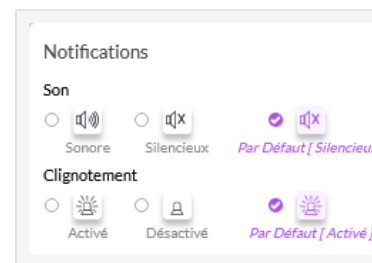 Notifications
Son
Sonore Silencieux Par Défaut [ Silencieux
Clignotement
Activé Désactivé Par Défaut [ Activé ]